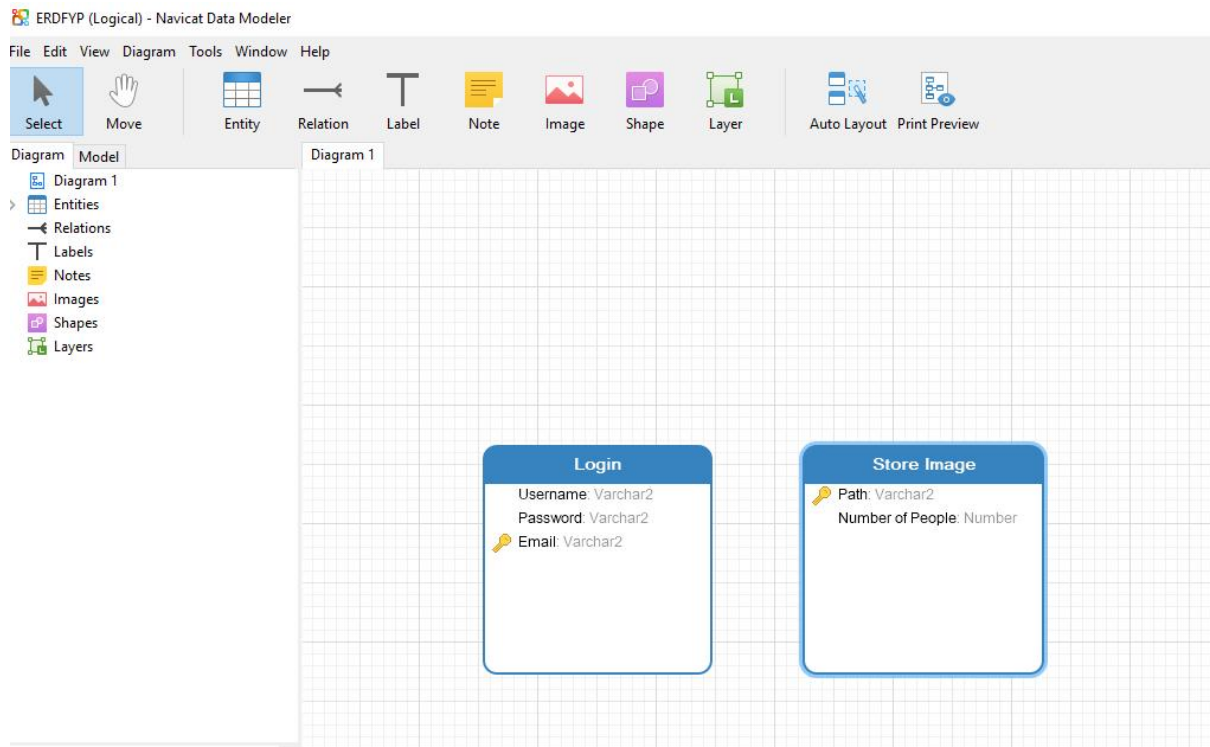 ERDFYP (Logical) - Navicat Data Modeler
File Edit View Diagram Tools Window Help
Select Move Entity Relation Label Note Image Shape Layer Auto Layout Print Preview
Diagram Model Diagram 1
Diagram 1
Entities
Relations
Labels
Notes
Images
Shapes
Layers
Login
Username: Varchar2
Password: Varchar2
Email: Varchar2
Store Image
Path: Varchar2
Number of People: Number